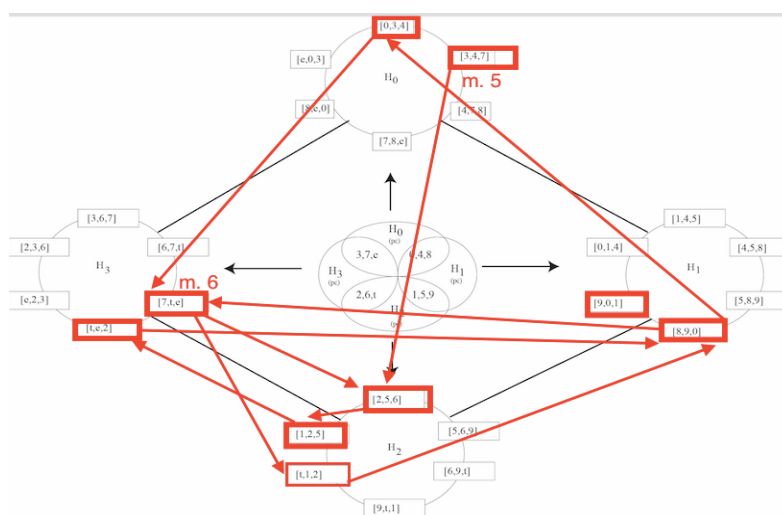 [0,3,4]
[e,0,3]
[3,4,7]
m. 5
H₀
[8,e,0]
[7,8,e]
[3,6,7]
[1,4,5]
[2,3,6]
[6,7,t]
H₀
(pc)
[0,1,4]
[4,5,8]
H₃
3,7,e
0,4,8
H₁
m. 6
H₃
(pc)
H₁
(pc)
[e,2,3]
[7,t,e]
2,6,t
1,5,9
[9,0,1]
[5,8,9]
(pc)
[t,e,2]
[8,9,0]
[2,5,6]
[1,2,5]
[5,6,9]
H₂
[t,1,2]
[6,9,t]
[9,t,1]